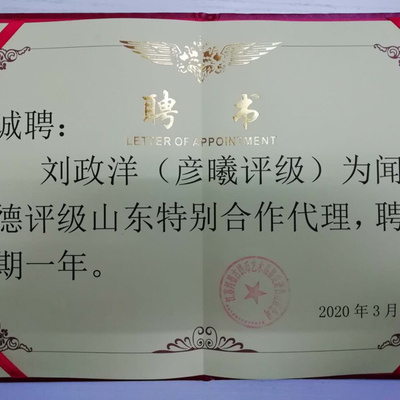 聘书
LETTER OF APPOINTMENT
诚聘：
刘政洋（彦曦评级）为闻
德评级山东特别合作代理，聘
期一年。
2020年3月